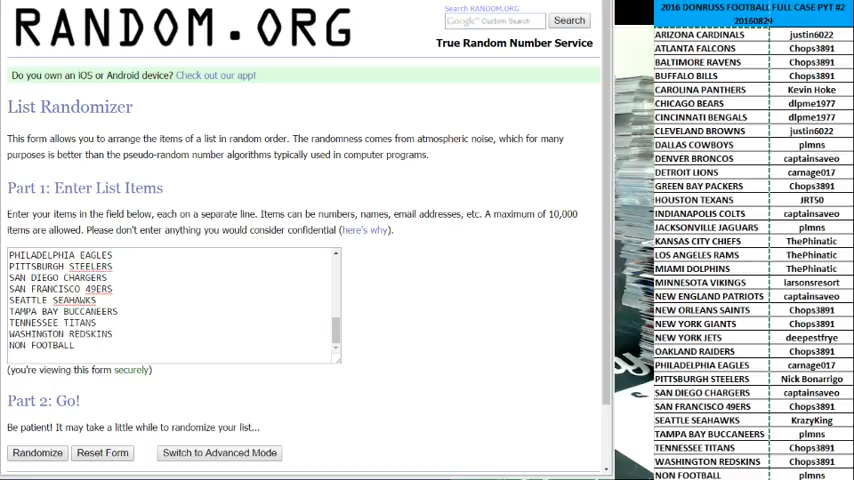 RANDOM.ORG
Search RANDOM.ORG
Google™ Custom Search
Search
True Random Number Service
Do you own an iOS or Android device? Check out our app!
List Randomizer
This form allows you to arrange the items of a list in random order. The randomness comes from atmospheric noise, which for many
purposes is better than the pseudo-random number algorithms typically used in computer programs.
Part 1: Enter List Items
Enter your items in the field below, each on a separate line. Items can be numbers, names, email addresses, etc. A maximum of 10,000
items are allowed. Please don't enter anything you would consider confidential (here's why).
PHILADELPHIA EAGLES
PITTSBURGH STEELERS
SAN DIEGO CHARGERS
SAN FRANCISCO 49ERS
SEATTLE SEAHAWKS
TAMPA BAY BUCCANEERS
TENNESSEE TITANS
WASHINGTON REDSKINS
NON FOOTBALL
(you're viewing this form securely)
Part 2: Go!
Be patient! It may take a little while to randomize your list...
Randomize
Reset Form
Switch to Advanced Mode
2016 DONRUSS FOOTBALL FULL CASE PYT #2
20160829
ARIZONA CARDINALS justin6022
ATLANTA FALCONS Chops3891
BALTIMORE RAVENS Chops3891
BUFFALO BILLS Chops3891
CAROLINA PANTHERS Kevin Hoke
CHICAGO BEARS dlpme1977
CINCINNATI BENGALS dlpme1977
CLEVELAND BROWNS justin6022
DALLAS COWBOYS plmns
DENVER BRONCOS captainsaveo
DETROIT LIONS carnage017
GREEN BAY PACKERS Chops3891
HOUSTON TEXANS JRT50
INDIANAPOLIS COLTS captainsaveo
JACKSONVILLE JAGUARS plmns
KANSAS CITY CHIEFS ThePhinatic
LOS ANGELES RAMS ThePhinatic
MIAMI DOLPHINS ThePhinatic
MINNESOTA VIKINGS larsonsresort
NEW ENGLAND PATRIOTS captainsaveo
NEW ORLEANS SAINTS Chops3891
NEW YORK GIANTS Chops3891
NEW YORK JETS deepestfrye
OAKLAND RAIDERS Chops3891
PHILADELPHIA EAGLES carnage017
PITTSBURGH STEELERS Nick Bonarrigo
SAN DIEGO CHARGERS captainsaveo
SAN FRANCISCO 49ERS Chops3891
SEATTLE SEAHAWKS KrazyKing
TAMPA BAY BUCCANEERS plmns
TENNESSEE TITANS Chops3891
WASHINGTON REDSKINS Chops3891
NON FOOTBALL plmns